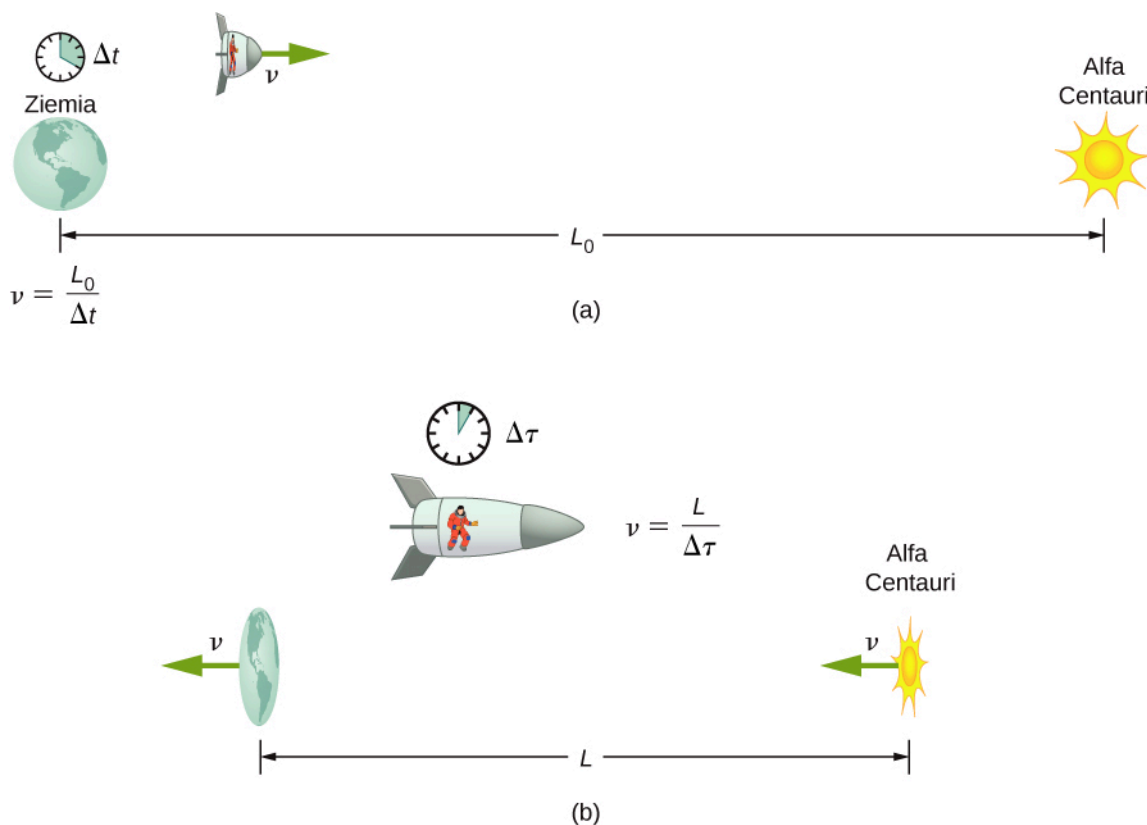 Δt
ν
Ziemia
Alfa
Centauri
L₀
ν = L₀/Δt
(a)
Δτ
ν = L/Δτ
Alfa
Centauri
ν
ν
L
(b)